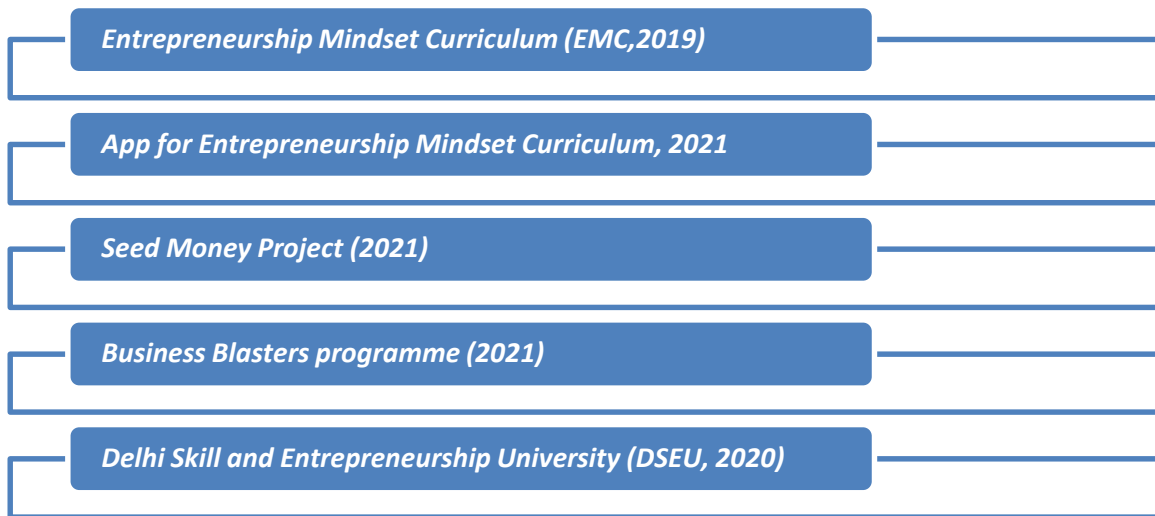 Entrepreneurship Mindset Curriculum (EMC,2019)
App for Entrepreneurship Mindset Curriculum, 2021
Seed Money Project (2021)
Business Blasters programme (2021)
Delhi Skill and Entrepreneurship University (DSEU, 2020)